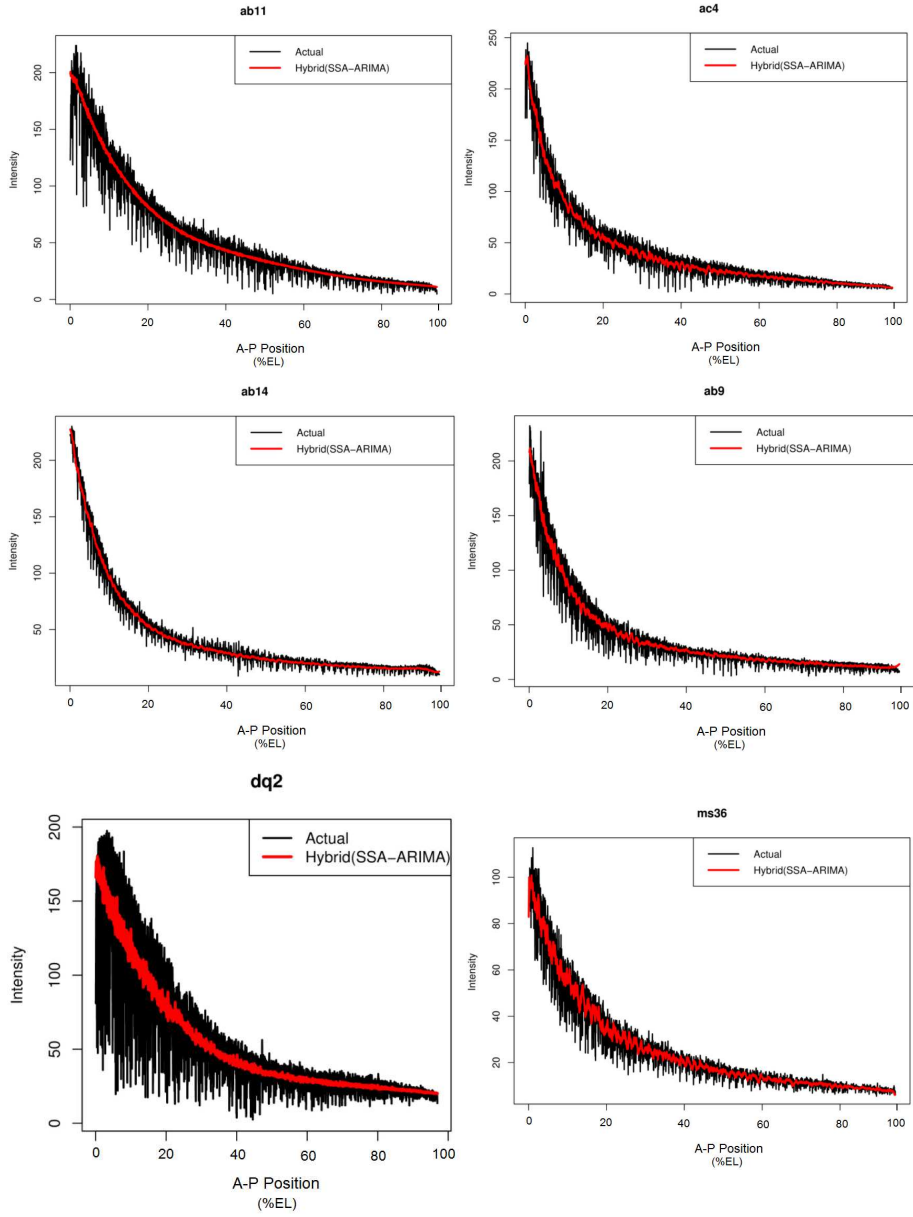 ab11
Actual
Hybrid(SSA-ARIMA)
200
150
100
50
0
Intensity
0 20 40 60 80 100
A-P Position
(%EL)
ac4
Actual
Hybrid(SSA-ARIMA)
250
200
150
100
50
0
Intensity
0 20 40 60 80 100
A-P Position
(%EL)
ab14
Actual
Hybrid(SSA-ARIMA)
200
150
100
50
Intensity
0 20 40 60 80 100
A-P Position
(%EL)
ab9
Actual
Hybrid(SSA-ARIMA)
200
150
100
50
0
Intensity
0 20 40 60 80 100
A-P Position
(%EL)
dq2
Actual
Hybrid(SSA-ARIMA)
200
150
100
50
0
Intensity
0 20 40 60 80 100
A-P Position
(%EL)
ms36
Actual
Hybrid(SSA-ARIMA)
100
80
60
40
20
Intensity
0 20 40 60 80 100
A-P Position
(%EL)